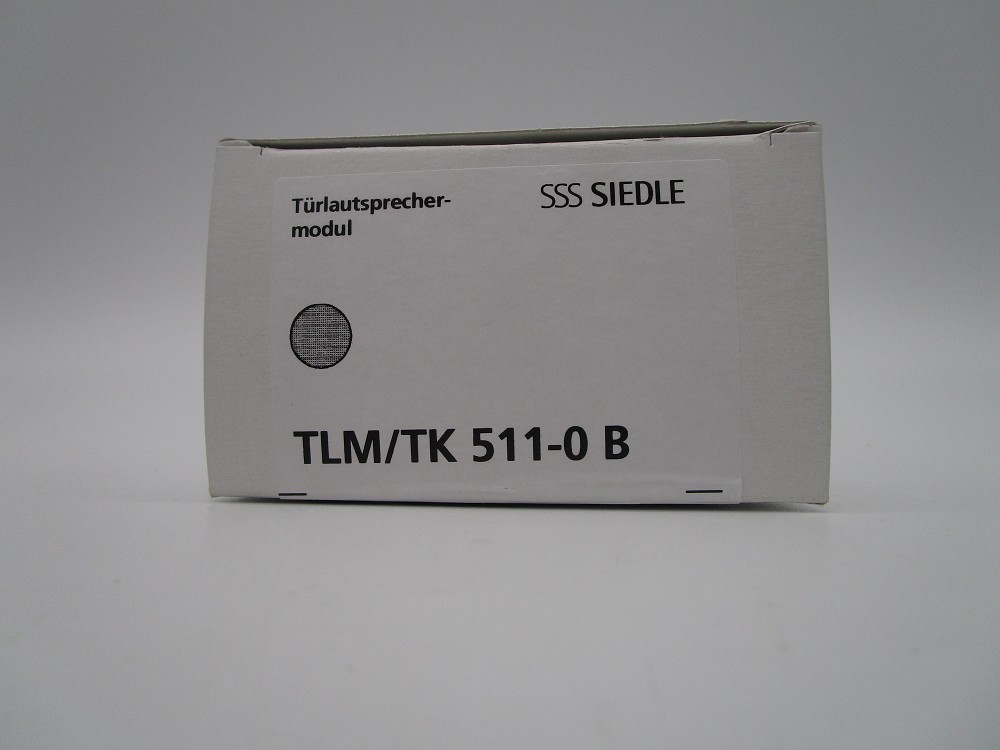 Türlautsprecher-
modul
SSS SIEDLE
TLM/TK 511-0 B